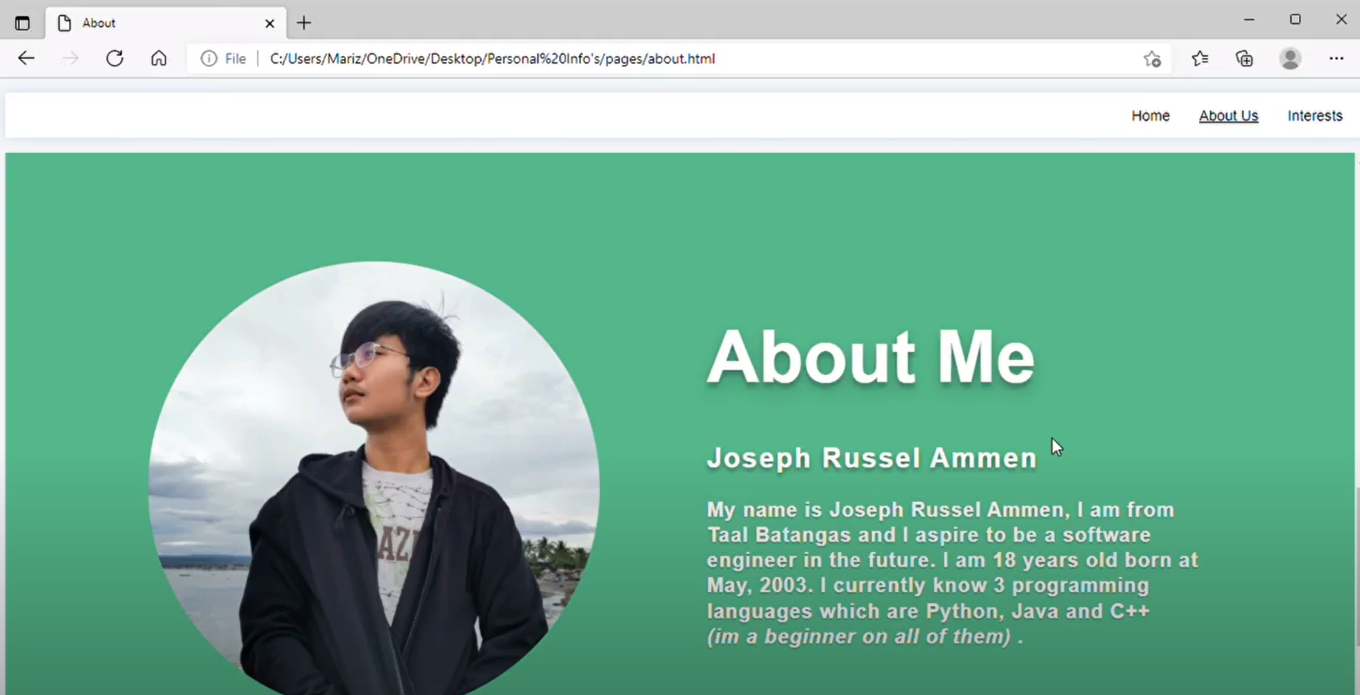 About
File
C:/Users/Mariz/OneDrive/Desktop/Personal%20Info's/pages/about.html
Home About Us Interests
About Me
Joseph Russel Ammen
My name is Joseph Russel Ammen, I am from
Taal Batangas and I aspire to be a software
engineer in the future. I am 18 years old born at
May, 2003. I currently know 3 programming
languages which are Python, Java and C++
(im a beginner on all of them) .